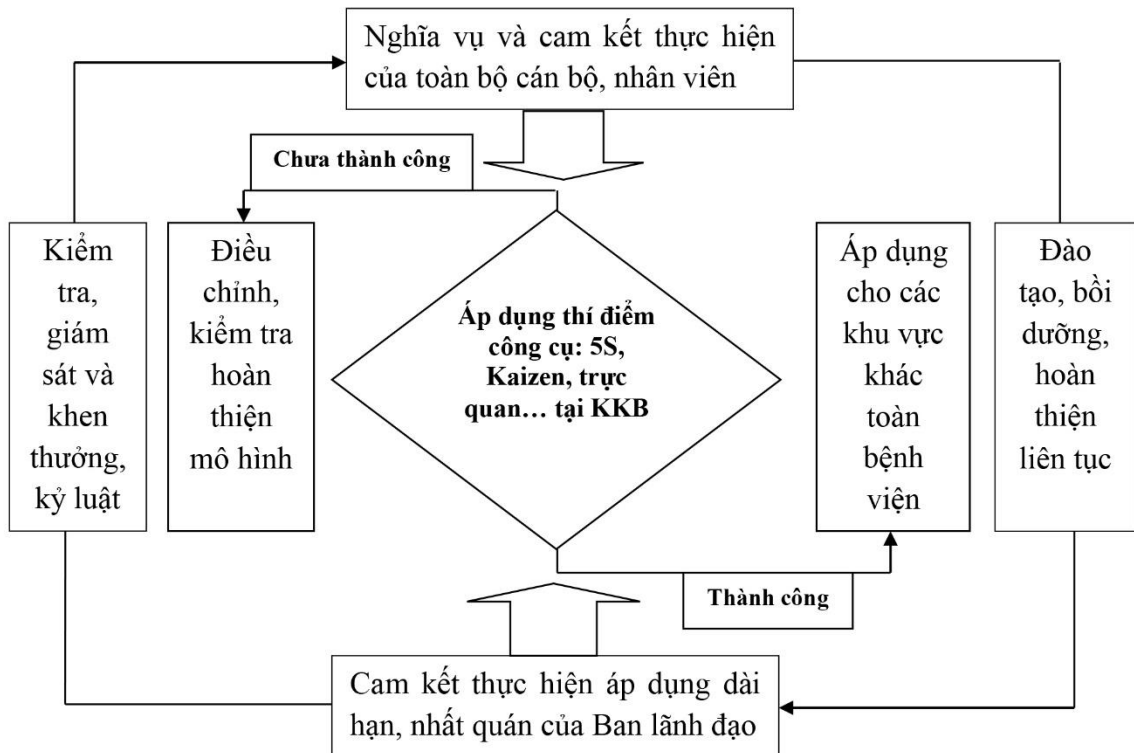 Nghĩa vụ và cam kết thực hiện
của toàn bộ cán bộ, nhân viên
Chưa thành công
Kiểm
tra,
giám
sát và
khen
thưởng,
kỷ luật
Điều
chỉnh,
kiểm tra
hoàn
thiện
mô hình
Áp dụng thí điểm
công cụ: 5S,
Kaizen, trực
quan… tại KKB
Áp dụng
cho các
khu vực
khác
toàn
bệnh
viện
Đào
tạo, bồi
dưỡng,
hoàn
thiện
liên tục
Thành công
Cam kết thực hiện áp dụng dài
hạn, nhất quán của Ban lãnh đạo